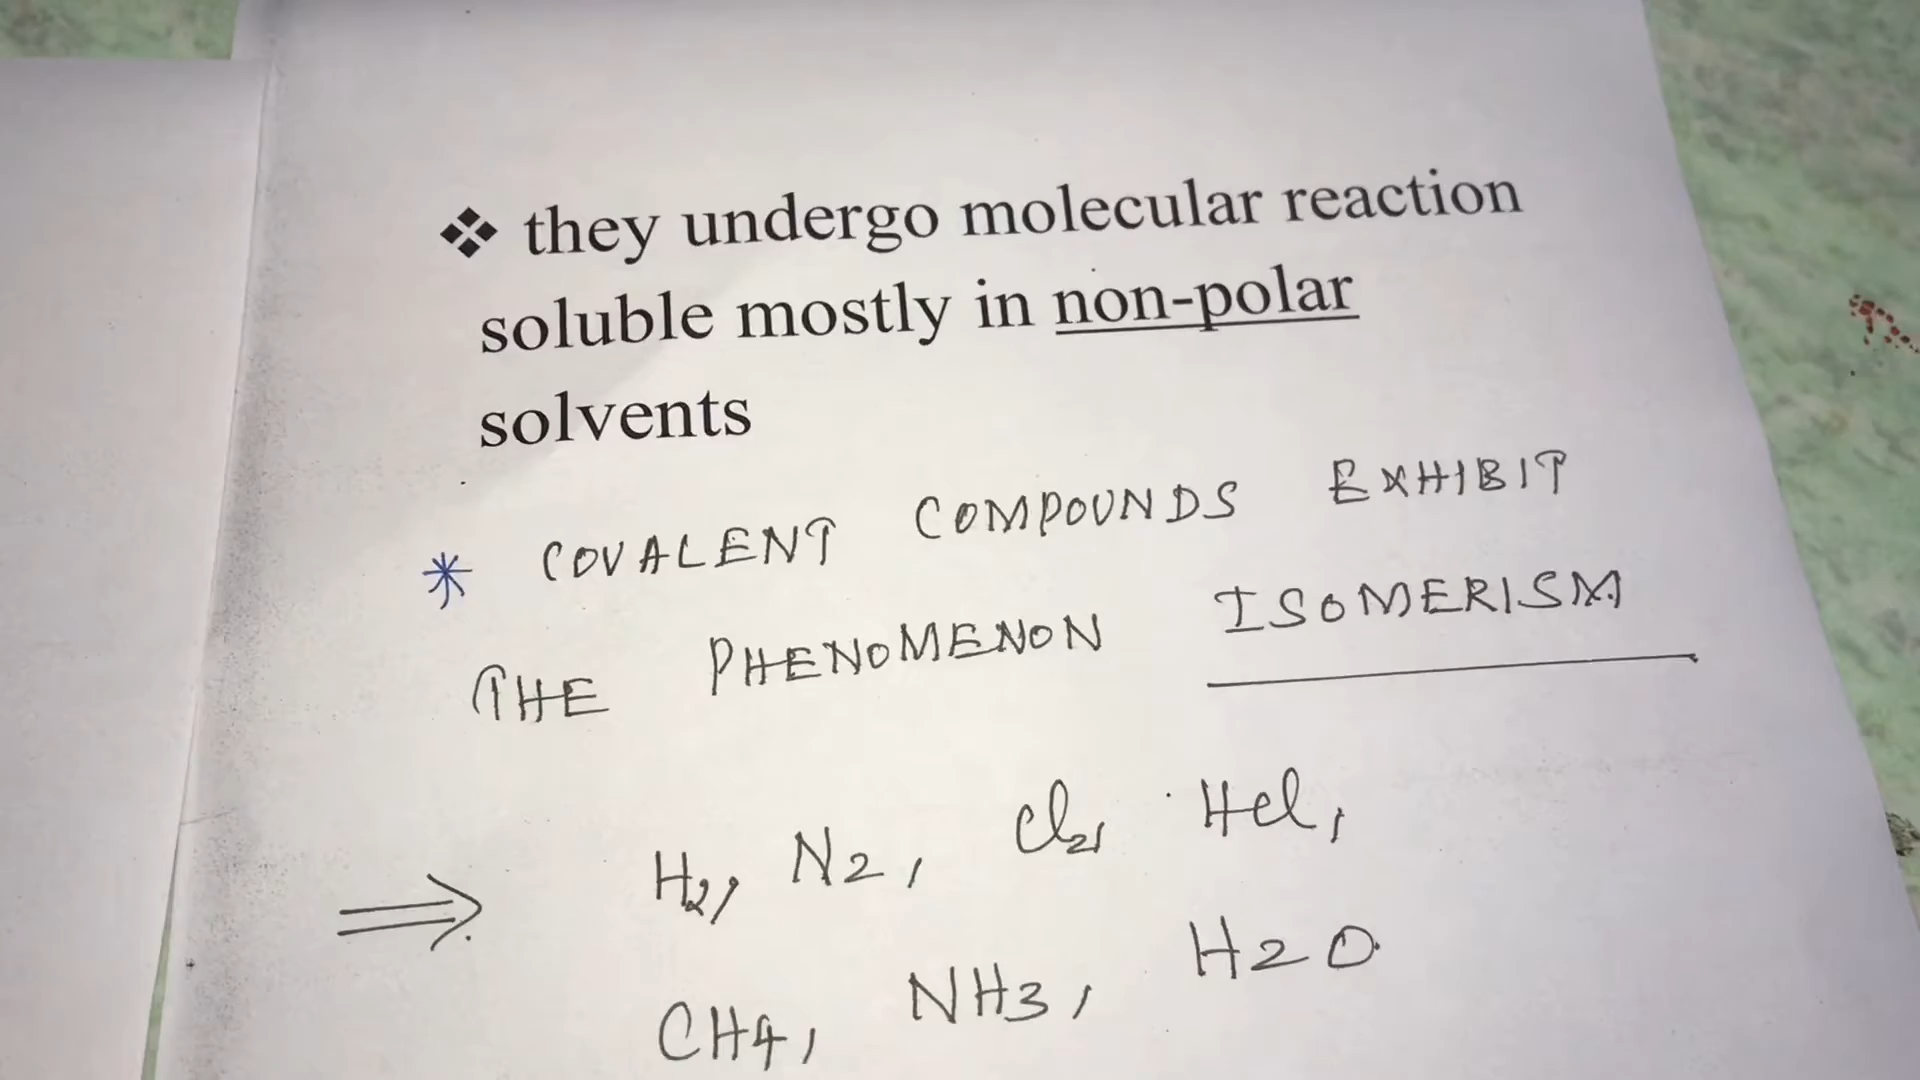 ❖ they undergo molecular reaction
soluble mostly in non-polar
solvents
* COVALENT COMPOUNDS EXHIBIT
THE PHENOMENON ISOMERISM
⇒ H2, N2, Cl2, HCl,
CH4, NH3, H2O